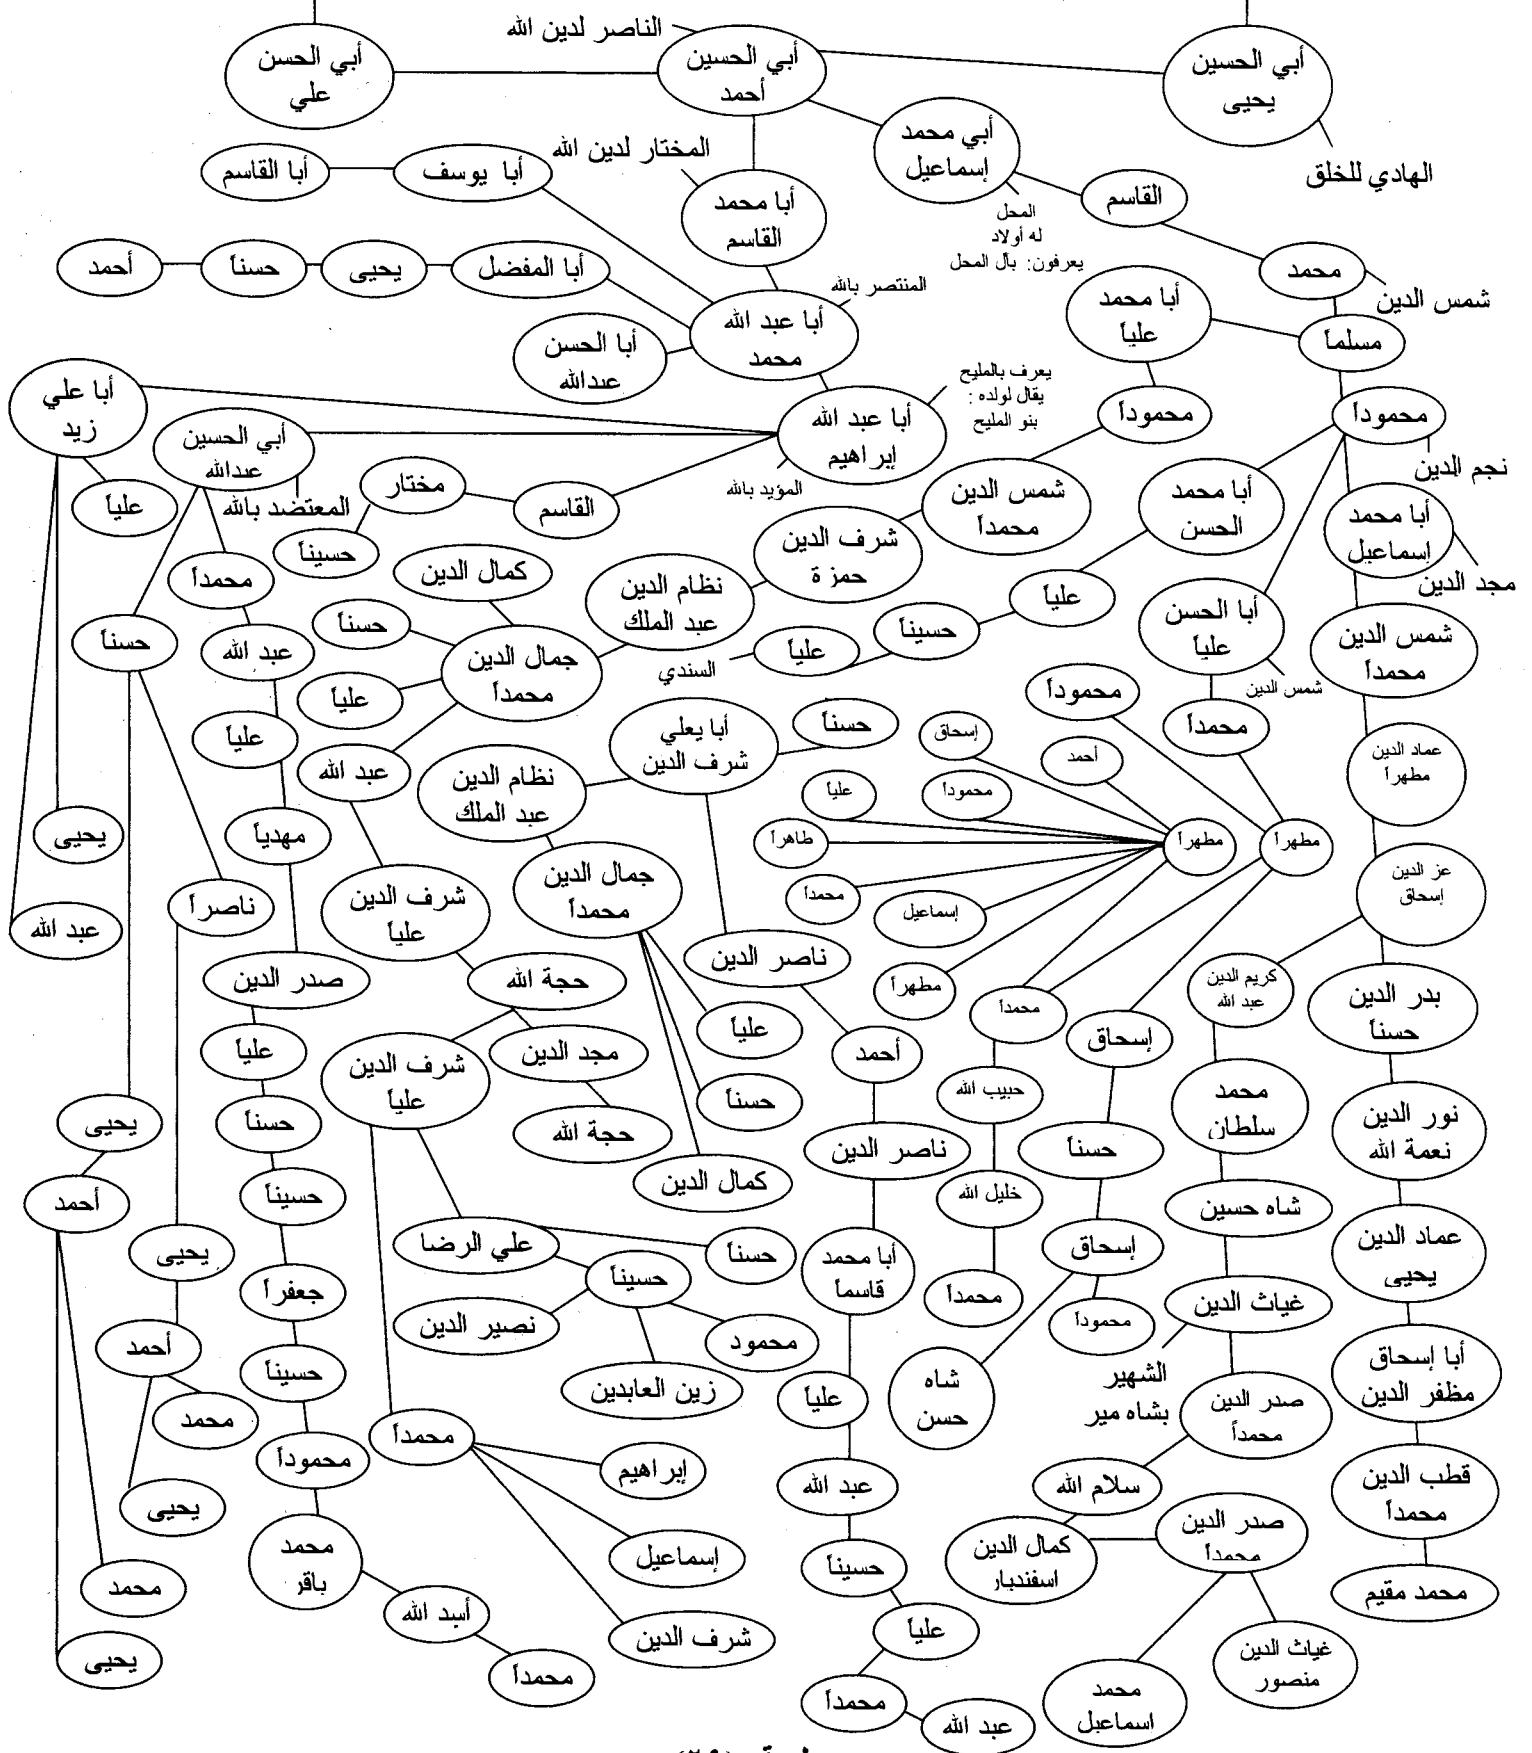 الناصر لدين الله
أبي الحسين
يحيى
الهادي للخلق
أبي الحسين
أحمد
أبي الحسن
علي
أبي محمد
إسماعيل
المحل
له أولاد
يعرفون: بآل المحل
المختار لدين الله
أبا محمد
القاسم
أبا يوسف
أبا القاسم
القاسم
محمد
شمس الدين
أبا المفضل
يحيى
حسناً
أحمد
المنتصر بالله
أبا عبد الله
محمد
أبا الحسن
عبدالله
أبا محمد
علياً
مسلماً
محموداً
نجم الدين
محموداً
يعرف بالمليح
يقال لولده :
بنو المليح
أبا عبد الله
إبراهيم
المؤيد بالله
أبا علي
زيد
علياً
أبي الحسين
عبدالله
المعتضد بالله
القاسم
مختار
حسيناً
أبا محمد
الحسن
أبا محمد
إسماعيل
مجد الدين
شمس الدين
محمداً
شرف الدين
حمزة
نظام الدين
عبد الملك
كمال الدين
حسناً
جمال الدين
محمداً
علياً
عبد الله
محمداً
عبد الله
علياً
حسناً
علياً
حسيناً
علياً
السندي
أبا الحسن
علياً
شمس الدين
شمس الدين
محمداً
محموداً
محمداً
أبا يعلي
شرف الدين
حسناً
نظام الدين
عبد الملك
إسحاق
أحمد
علياً
محموداً
طاهراً
مطهراً
مطهراً
محمداً
إسماعيل
مطهراً
محمداً
عماد الدين
مطهراً
عز الدين
إسحاق
يحيى
عبد الله
مهدياً
ناصراً
صدر الدين
شرف الدين
علياً
جمال الدين
محمداً
ناصر الدين
حجة الله
علياً
حسناً
كمال الدين
شرف الدين
علياً
مجد الدين
حجة الله
أحمد
ناصر الدين
حبيب الله
خليل الله
محمداً
إسحاق
حسناً
إسحاق
محموداً
شاه
حسن
كريم الدين
عبد الله
محمد
سلطان
شاه حسين
غياث الدين
الشهير
بشاه مير
بدر الدين
حسناً
نور الدين
نعمة الله
عماد الدين
يحيى
أبا إسحاق
مظفر الدين
قطب الدين
محمداً
محمد مقيم
علياً
حسناً
حسيناً
جعفراً
حسيناً
محموداً
محمد
باقر
أسد الله
محمداً
يحيى
أحمد
يحيى
أحمد
محمد
يحيى
محمد
يحيى
علي الرضا
حسناً
حسيناً
نصير الدين
محمود
زين العابدين
محمداً
إبراهيم
إسماعيل
شرف الدين
أبا محمد
قاسماً
علياً
عبد الله
حسيناً
علياً
محمداً
عبد الله
صدر الدين
محمداً
سلام الله
كمال الدين
اسفنديار
صدر الدين
محمداً
غياث الدين
منصور
محمد
اسماعيل